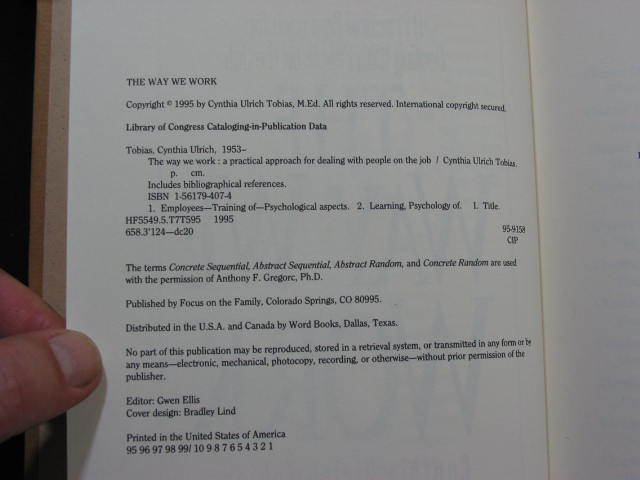 THE WAY WE WORK
Copyright © 1995 by Cynthia Ulrich Tobias, M.Ed. All rights reserved. International copyright secured.
Library of Congress Cataloging-in-Publication Data
Tobias, Cynthia Ulrich, 1953–
The way we work : a practical approach for dealing with people on the job / Cynthia Ulrich Tobias.
p. cm.
Includes bibliographical references.
ISBN 1-56179-407-4
1. Employees—Training of—Psychological aspects. 2. Learning, Psychology of. 1. Title.
HF5549.5.T7T595 1995
658.3'124—dc20 95-9158
CIP
The terms Concrete Sequential, Abstract Sequential, Abstract Random, and Concrete Random are used
with the permission of Anthony F. Gregorc, Ph.D.
Published by Focus on the Family, Colorado Springs, CO 80995.
Distributed in the U.S.A. and Canada by Word Books, Dallas, Texas.
No part of this publication may be reproduced, stored in a retrieval system, or transmitted in any form or by
any means—electronic, mechanical, photocopy, recording, or otherwise—without prior permission of the
publisher.
Editor: Gwen Ellis
Cover design: Bradley Lind
Printed in the United States of America
95 96 97 98 99/ 10 9 8 7 6 5 4 3 2 1